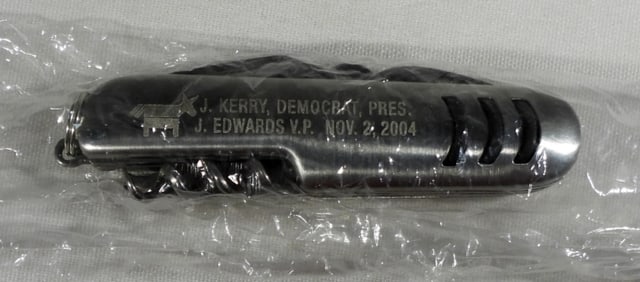 J. KERRY, DEMOCRAT, PRES.
J. EDWARDS V.P. NOV. 2, 2004